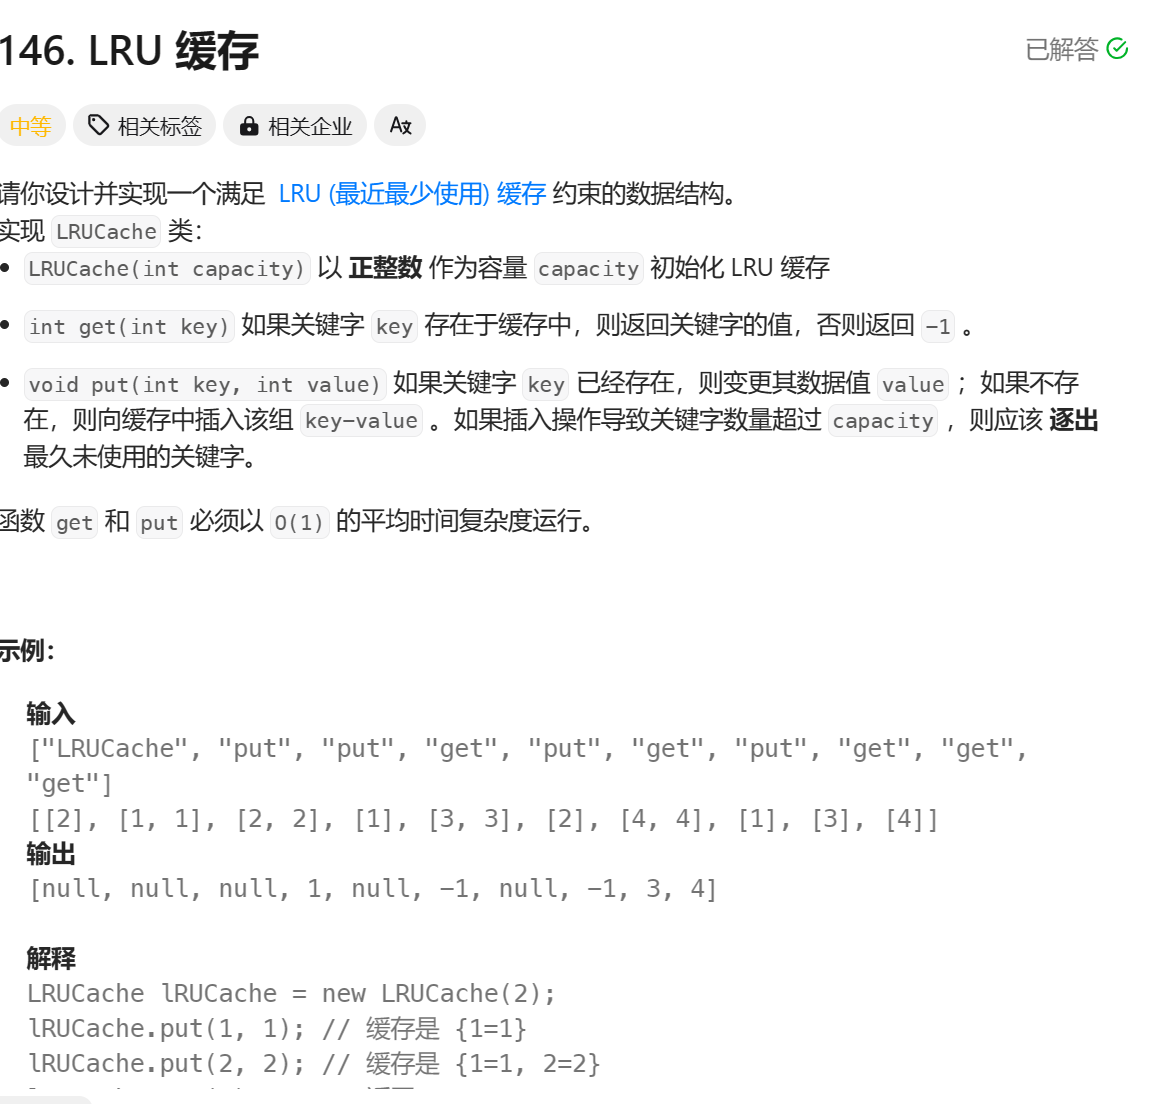 146. LRU 缓存
已解答
中等
相关标签
相关企业
请你设计并实现一个满足 LRU (最近最少使用) 缓存 约束的数据结构。
实现 LRUCache 类：
LRUCache(int capacity) 以 正整数 作为容量 capacity 初始化 LRU 缓存
int get(int key) 如果关键字 key 存在于缓存中，则返回关键字的值，否则返回 -1 。
void put(int key, int value) 如果关键字 key 已经存在，则变更其数据值 value ；如果不存
在，则向缓存中插入该组 key-value 。如果插入操作导致关键字数量超过 capacity ，则应该 逐出
最久未使用的关键字。
函数 get 和 put 必须以 O(1) 的平均时间复杂度运行。
示例：
输入
["LRUCache", "put", "put", "get", "put", "get", "put", "get", "get",
"get"]
[[2], [1, 1], [2, 2], [1], [3, 3], [2], [4, 4], [1], [3], [4]]
输出
[null, null, null, 1, null, -1, null, -1, 3, 4]
解释
LRUCache lRUCache = new LRUCache(2);
lRUCache.put(1, 1); // 缓存是 {1=1}
lRUCache.put(2, 2); // 缓存是 {1=1, 2=2}